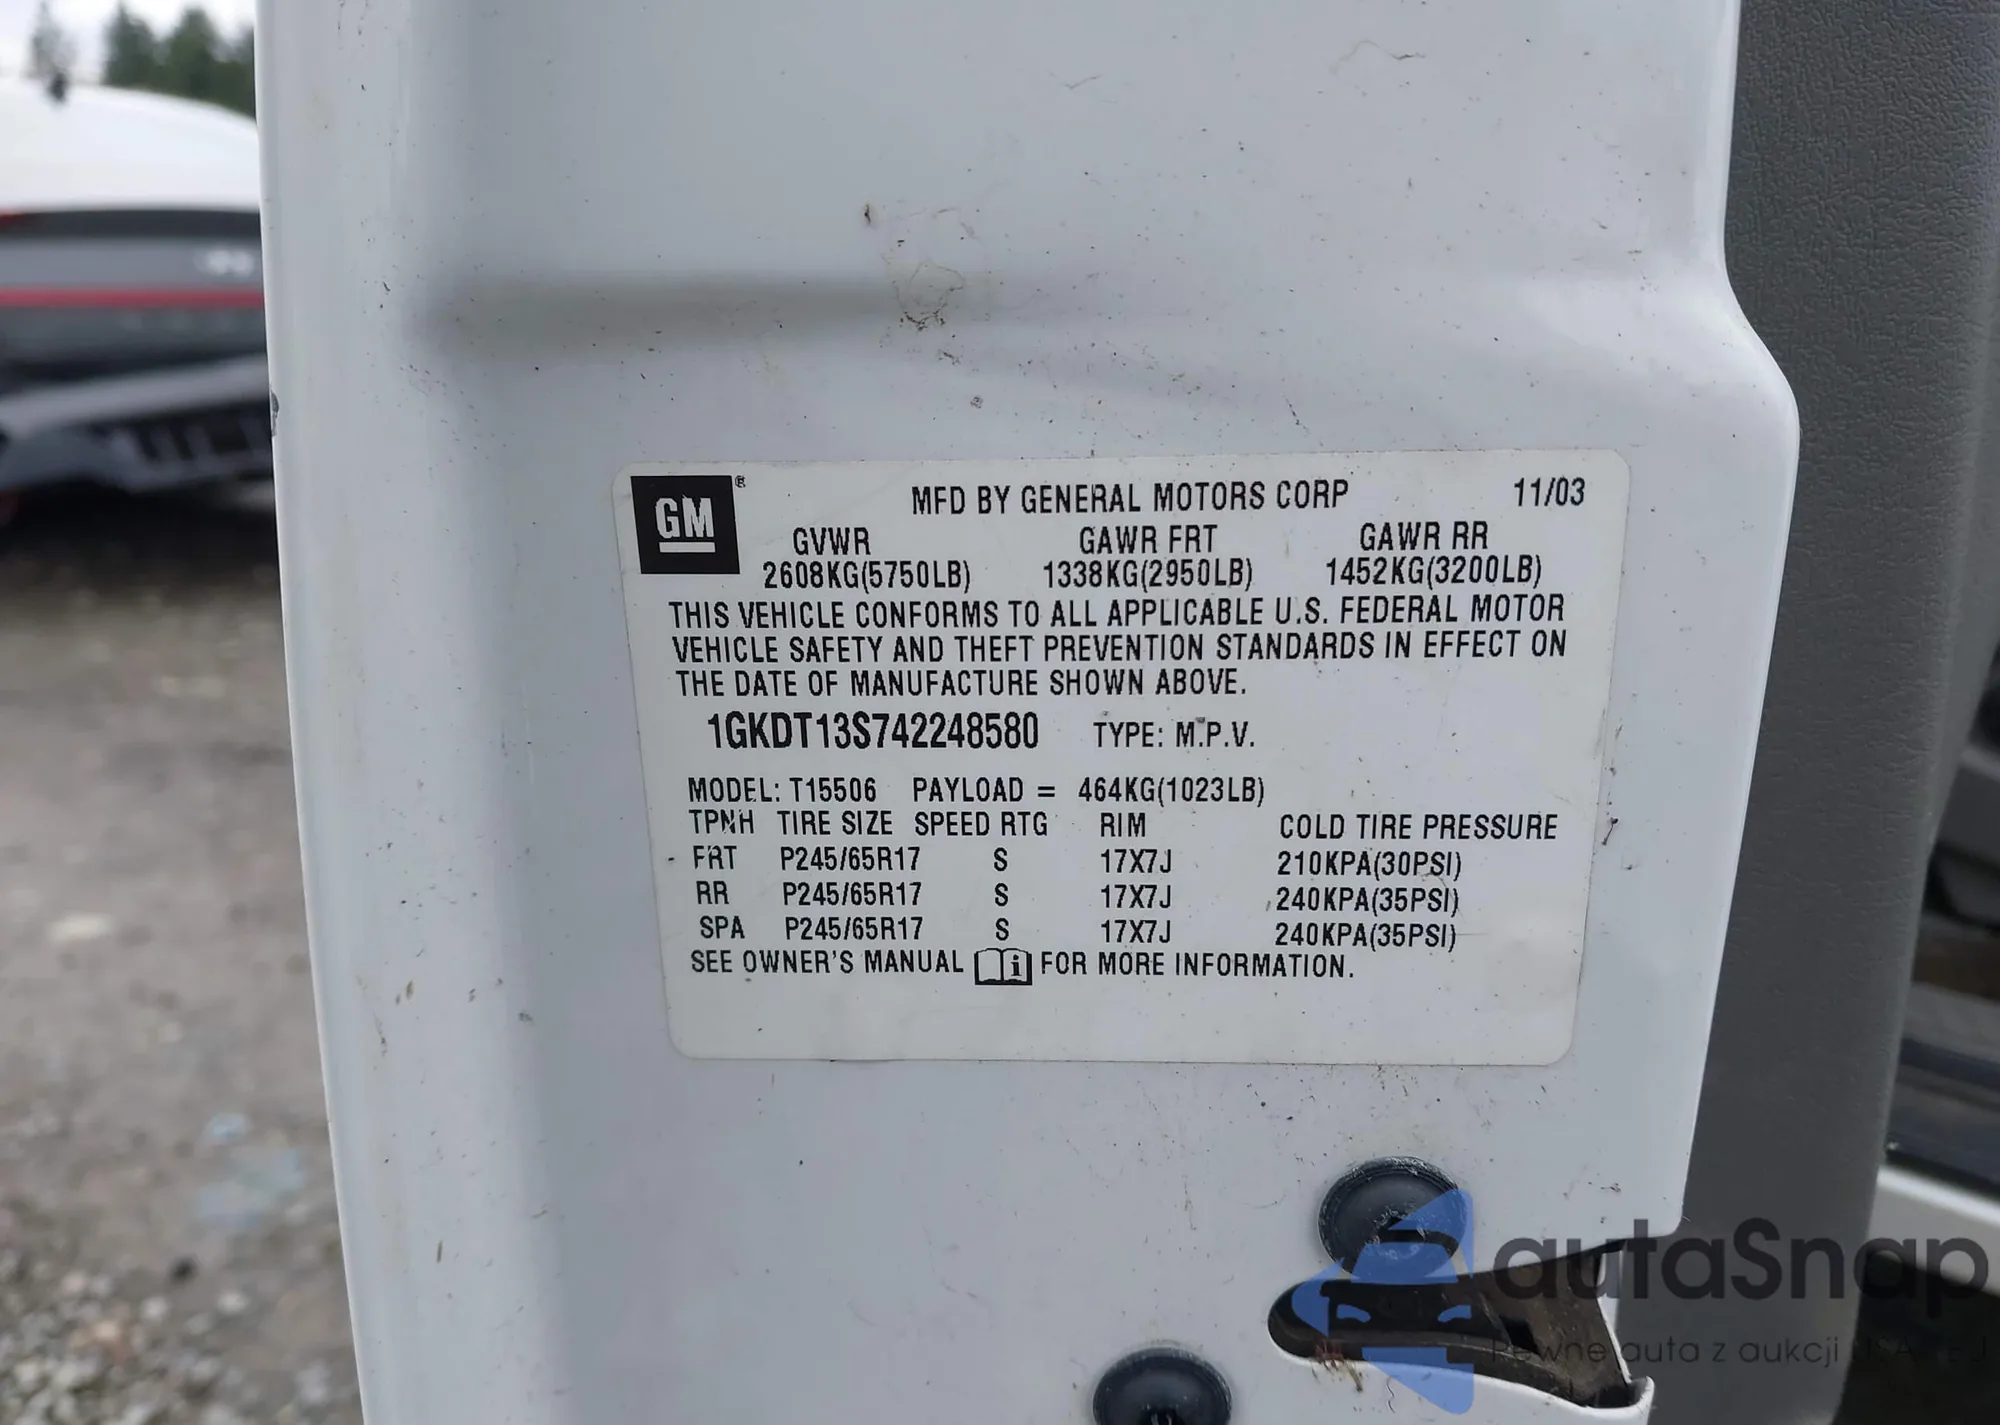 GM ® MFD BY GENERAL MOTORS CORP 11/03
GVWR GAWR FRT GAWR RR
2608KG(5750LB) 1338KG(2950LB) 1452KG(3200LB)
THIS VEHICLE CONFORMS TO ALL APPLICABLE U.S. FEDERAL MOTOR
VEHICLE SAFETY AND THEFT PREVENTION STANDARDS IN EFFECT ON
THE DATE OF MANUFACTURE SHOWN ABOVE.
1GKDT13S742248580 TYPE: M.P.V.
MODEL: T15506 PAYLOAD = 464KG(1023LB)
TPWH TIRE SIZE SPEED RTG RIM COLD TIRE PRESSURE
FRT P245/65R17 S 17X7J 210KPA(30PSI)
RR P245/65R17 S 17X7J 240KPA(35PSI)
SPA P245/65R17 S 17X7J 240KPA(35PSI)
SEE OWNER'S MANUAL i FOR MORE INFORMATION.
autaSnap
Pewne auta z aukcji